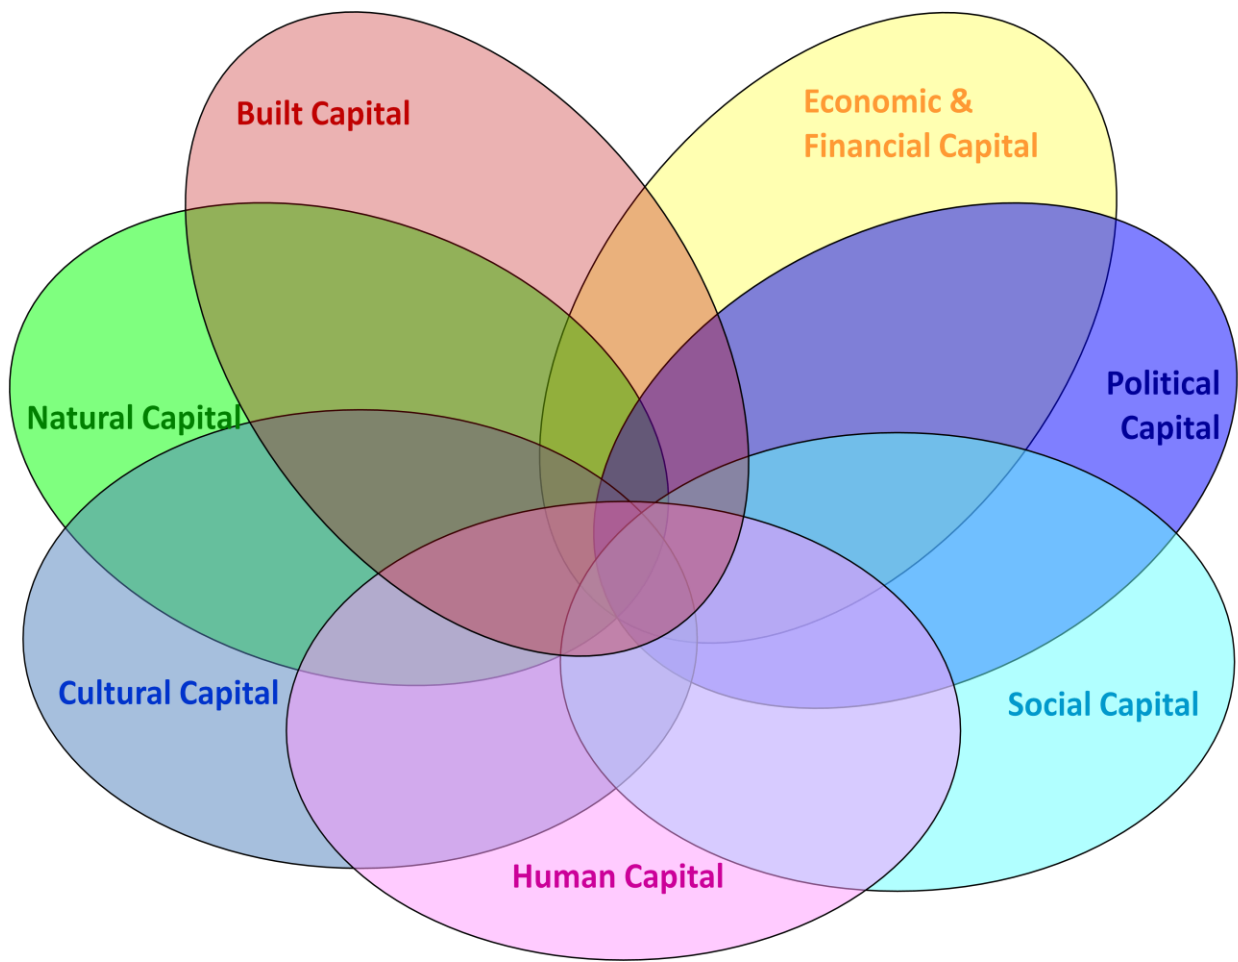 Built Capital
Economic &
Financial Capital
Natural Capital
Political
Capital
Cultural Capital
Social Capital
Human Capital